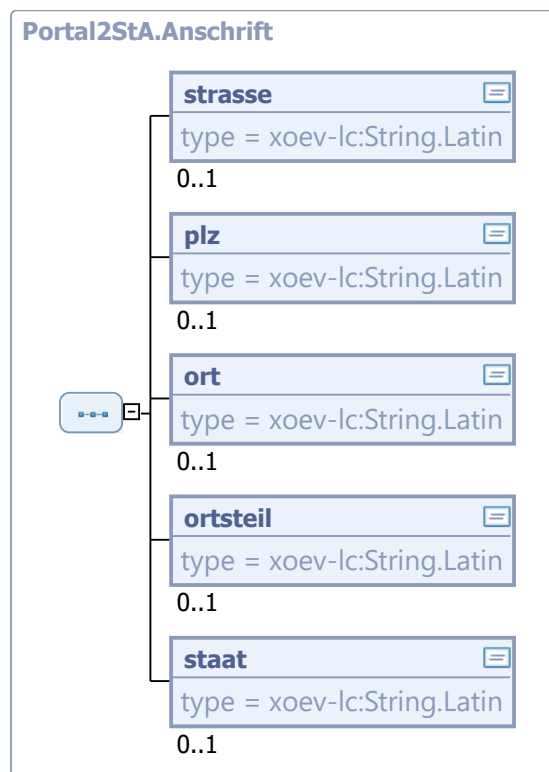 Portal2StA.Anschrift
strasse
type = xoev-lc:String.Latin
0..1
plz
type = xoev-lc:String.Latin
0..1
ort
type = xoev-lc:String.Latin
0..1
ortsteil
type = xoev-lc:String.Latin
0..1
staat
type = xoev-lc:String.Latin
0..1